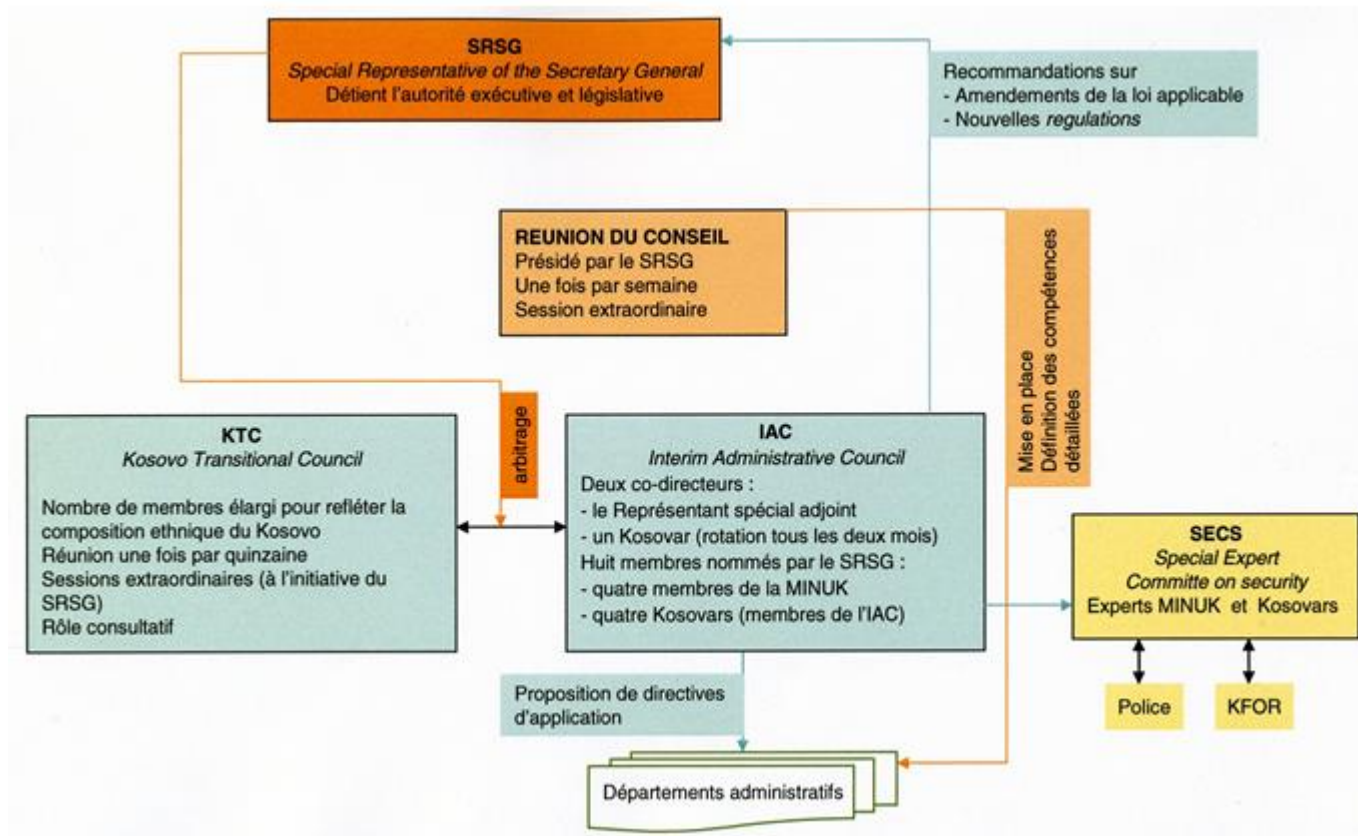 SRSG
Special Representative of the Secretary General
Détient l'autorité exécutive et législative
Recommandations sur
- Amendements de la loi applicable
- Nouvelles regulations
REUNION DU CONSEIL
Présidé par le SRSG
Une fois par semaine
Session extraordinaire
Mise en place
Définition des compétences
détaillées
arbitrage
KTC
Kosovo Transitional Council
Nombre de membres élargi pour refléter la
composition ethnique du Kosovo
Réunion une fois par quinzaine
Sessions extraordinaires (à l'initiative du
SRSG)
Rôle consultatif
IAC
Interim Administrative Council
Deux co-directeurs :
- le Représentant spécial adjoint
- un Kosovar (rotation tous les deux mois)
Huit membres nommés par le SRSG :
- quatre membres de la MINUK
- quatre Kosovars (membres de l'IAC)
SECS
Special Expert
Committe on security
Experts MINUK et Kosovars
Police
KFOR
Proposition de directives
d'application
Départements administratifs